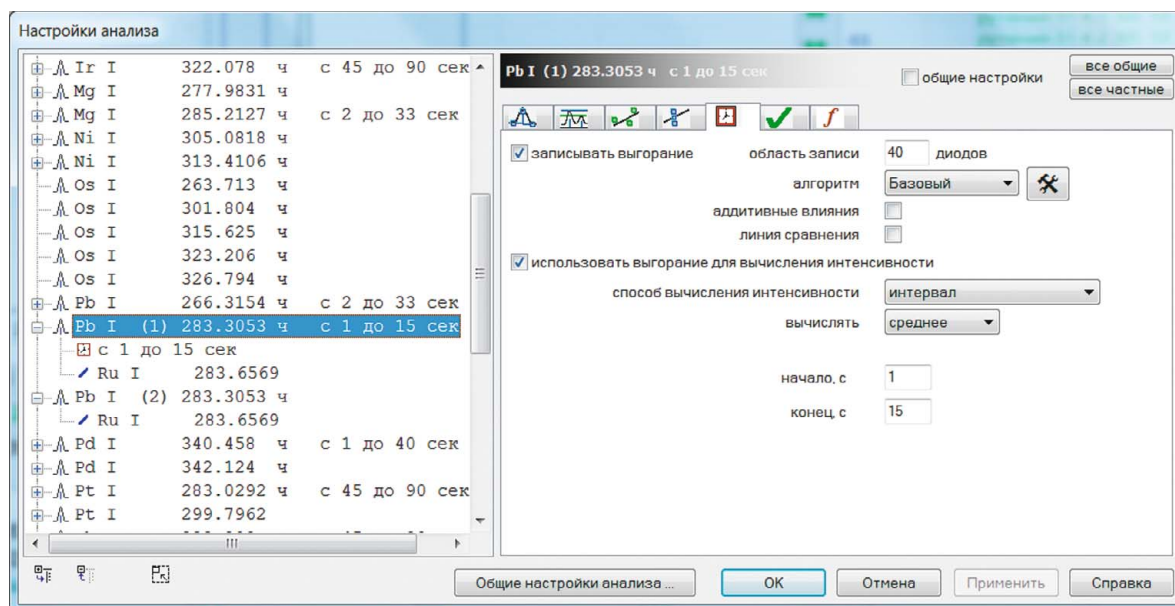 Настройки анализа
Ir I 322.078 ч с 45 до 90 сек
Mg I 277.9831 ч
Mg I 285.2127 ч с 2 до 33 сек
Ni I 305.0818 ч
Ni I 313.4106 ч
Os I 263.713 ч
Os I 301.804 ч
Os I 315.625 ч
Os I 323.206 ч
Os I 326.794 ч
Pb I 266.3154 ч с 2 до 33 сек
Pb I (1) 283.3053 ч с 1 до 15 сек
с 1 до 15 сек
Ru I 283.6569
Pb I (2) 283.3053 ч
Ru I 283.6569
Pd I 340.458 ч с 1 до 40 сек
Pd I 342.124 ч
Pt I 283.0292 ч с 45 до 90 сек
Pt I 299.7962
Pb I (1) 283.3053 ч с 1 до 15 сек
общие настройки
все общие
все частные
f
записывать выгорание область записи 40 диодов
алгоритм Базовый
аддитивные влияния
линия сравнения
использовать выгорание для вычисления интенсивности
способ вычисления интенсивности интервал
вычислять среднее
начало, с 1
конец, с 15
Общие настройки анализа ... OK Отмена Применить Справка